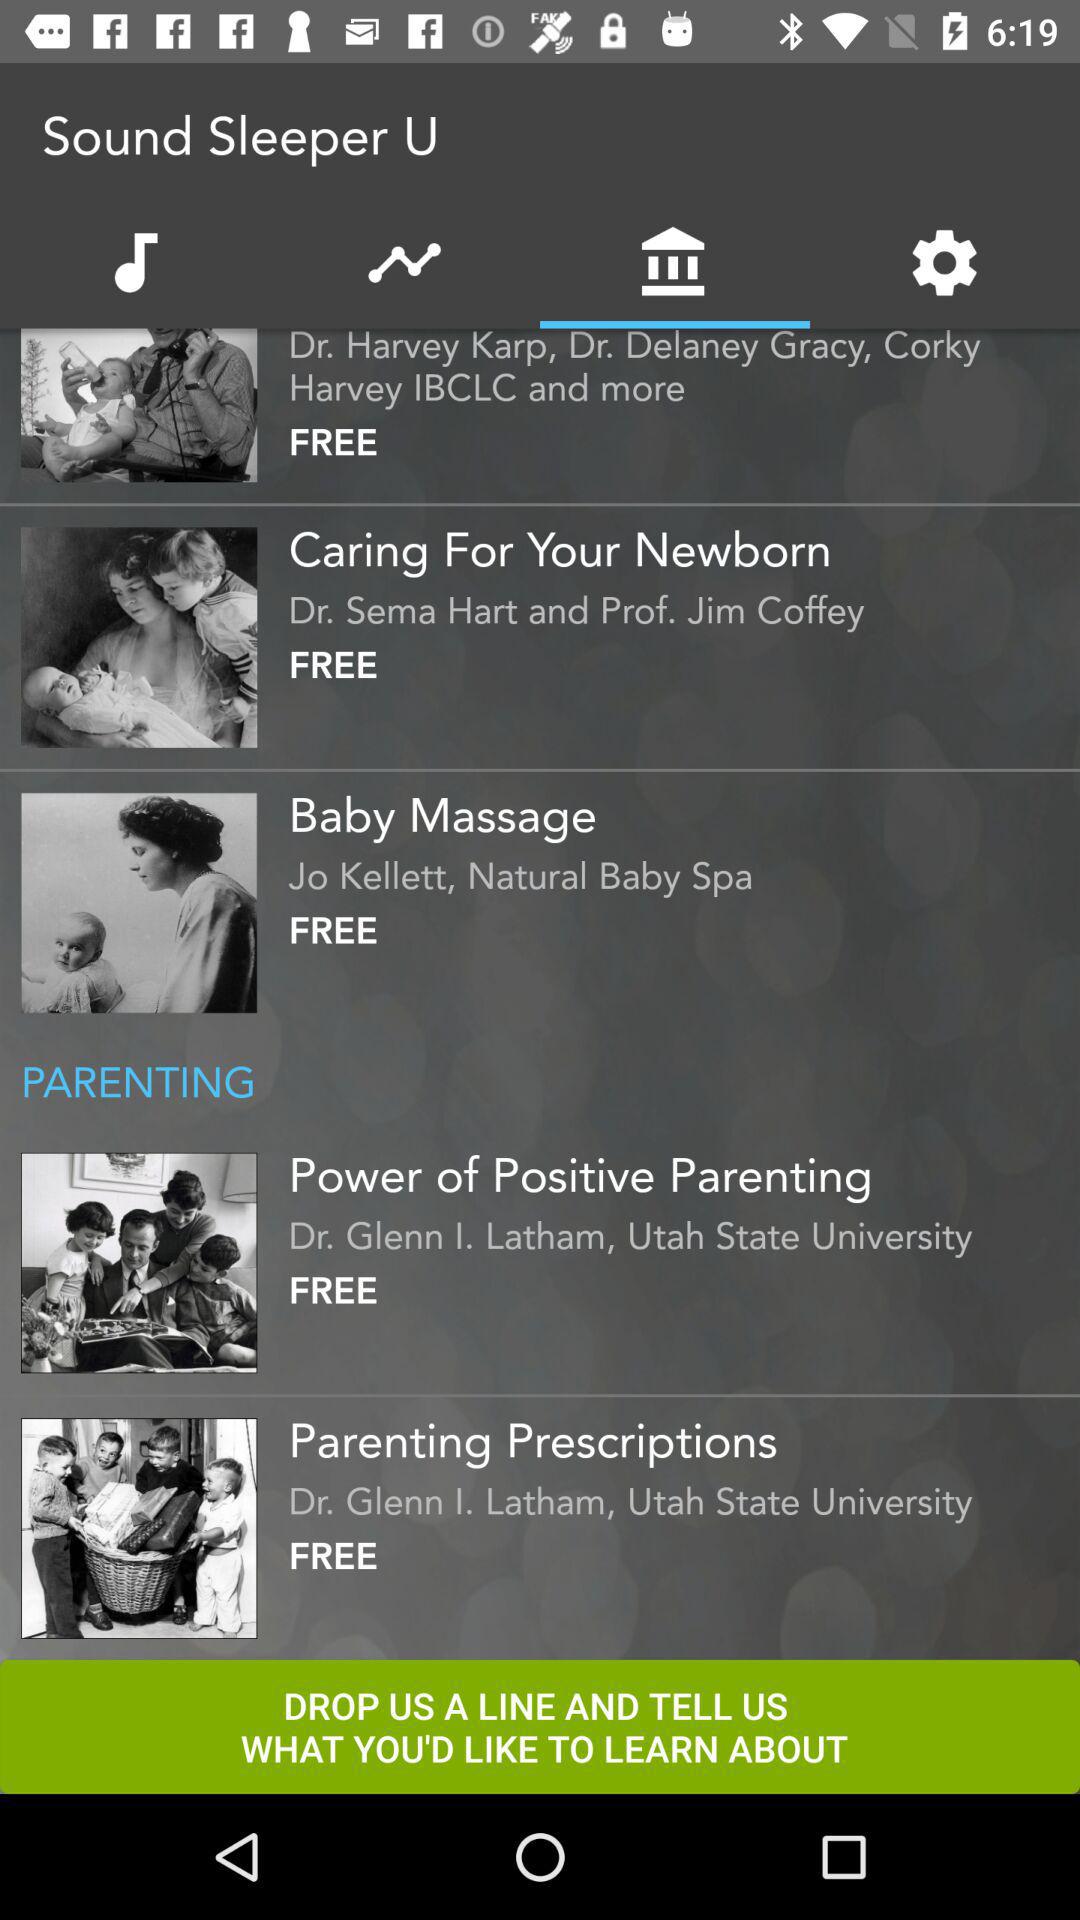 FAKE
6:19
Sound Sleeper U
Dr. Harvey Karp, Dr. Delaney Gracy, Corky
Harvey IBCLC and more
FREE
Caring For Your Newborn
Dr. Sema Hart and Prof. Jim Coffey
FREE
Baby Massage
Jo Kellett, Natural Baby Spa
FREE
PARENTING
Power of Positive Parenting
Dr. Glenn I. Latham, Utah State University
FREE
Parenting Prescriptions
Dr. Glenn I. Latham, Utah State University
FREE
DROP US A LINE AND TELL US
WHAT YOU'D LIKE TO LEARN ABOUT